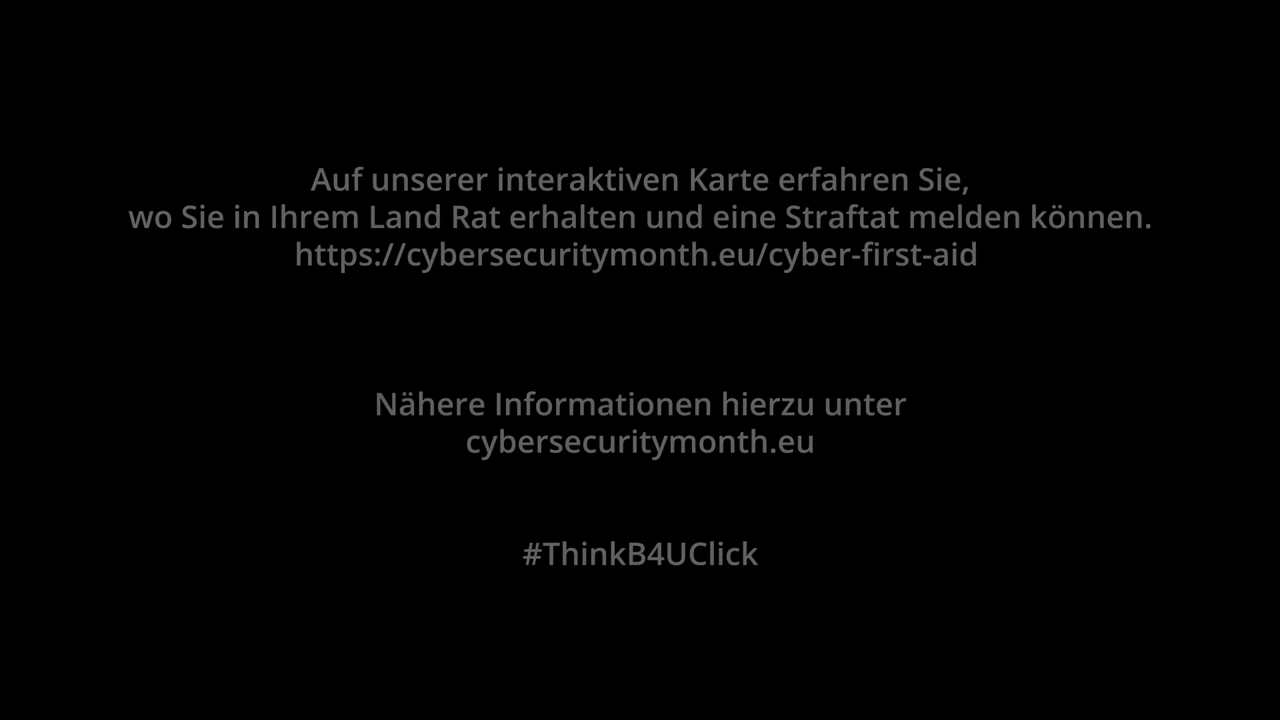 Auf unserer interaktiven Karte erfahren Sie,
wo Sie in Ihrem Land Rat erhalten und eine Straftat melden können.
https://cybersecuritymonth.eu/cyber-first-aid
Nähere Informationen hierzu unter
cybersecuritymonth.eu
#ThinkB4UClick